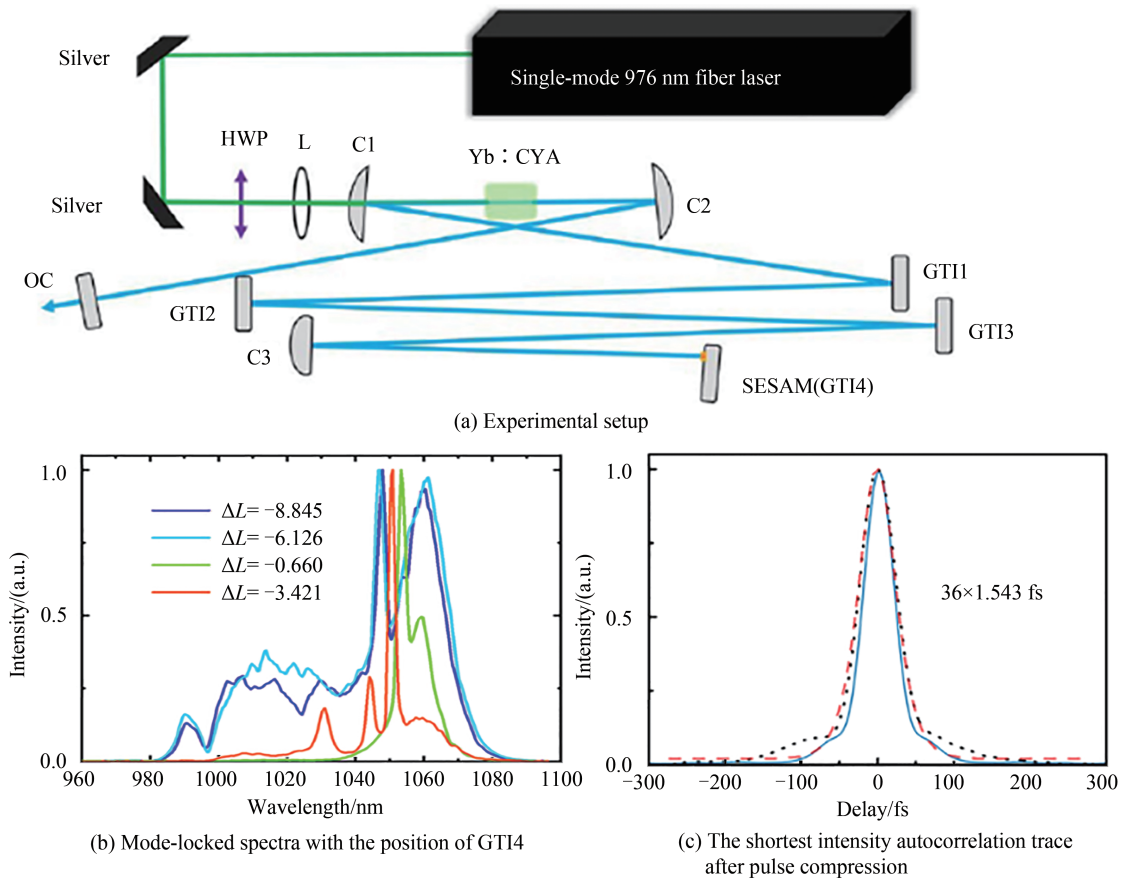 Silver
Single-mode 976 nm fiber laser
HWP
L
C1
Yb：CYA
Silver
C2
OC
GTI1
GTI2
GTI3
C3
SESAM(GTI4)
(a) Experimental setup
1.0
0.5
0.0
Intensity/(a.u.)
ΔL= −8.845
ΔL= −6.126
ΔL= −0.660
ΔL= −3.421
960 980 1000 1020 1040 1060 1080 1100
Wavelength/nm
(b) Mode-locked spectra with the position of GTI4
1.0
0.5
0.0
Intensity/(a.u.)
36×1.543 fs
−300 −200 −100 0 100 200 300
Delay/fs
(c) The shortest intensity autocorrelation trace
after pulse compression